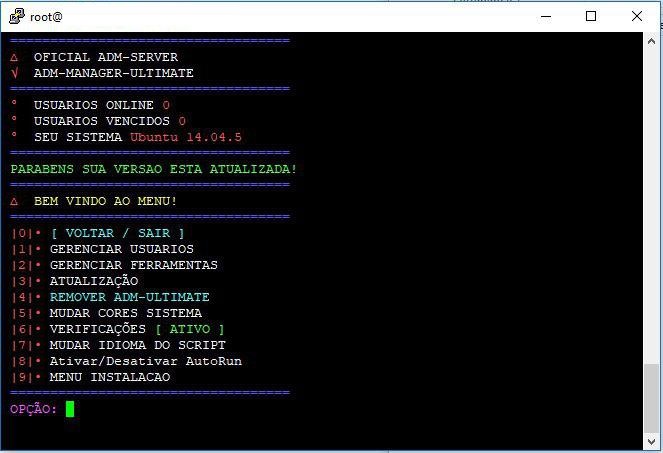 root@
============================
∆ OFICIAL ADM-SERVER
√ ADM-MANAGER-ULTIMATE
============================
° USUARIOS ONLINE 0
° USUARIOS VENCIDOS 0
° SEU SISTEMA Ubuntu 14.04.5
============================
PARABENS SUA VERSAO ESTA ATUALIZADA!
============================
∆ BEM VINDO AO MENU!
============================
|0|• [ VOLTAR / SAIR ]
|1|• GERENCIAR USUARIOS
|2|• GERENCIAR FERRAMENTAS
|3|• ATUALIZAÇÃO
|4|• REMOVER ADM-ULTIMATE
|5|• MUDAR CORES SISTEMA
|6|• VERIFICAÇÕES [ ATIVO ]
|7|• MUDAR IDIOMA DO SCRIPT
|8|• Ativar/Desativar AutoRun
|9|• MENU INSTALACAO
============================
OPÇÃO: